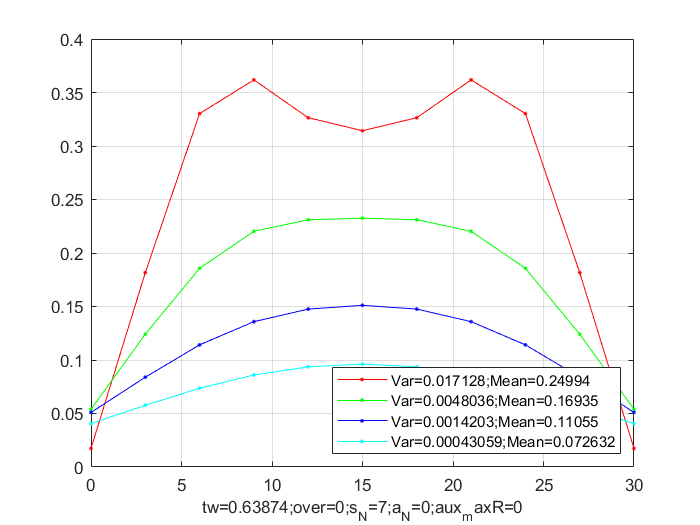 0.4
0.35
0.3
0.25
0.2
0.15
0.1
0.05
0
0 5 10 15 20 25 30
Var=0.017128;Mean=0.24994
Var=0.0048036;Mean=0.16935
Var=0.0014203;Mean=0.11055
Var=0.00043059;Mean=0.072632
tw=0.63874;over=0;s_N=7;a_N=0;aux_maxR=0